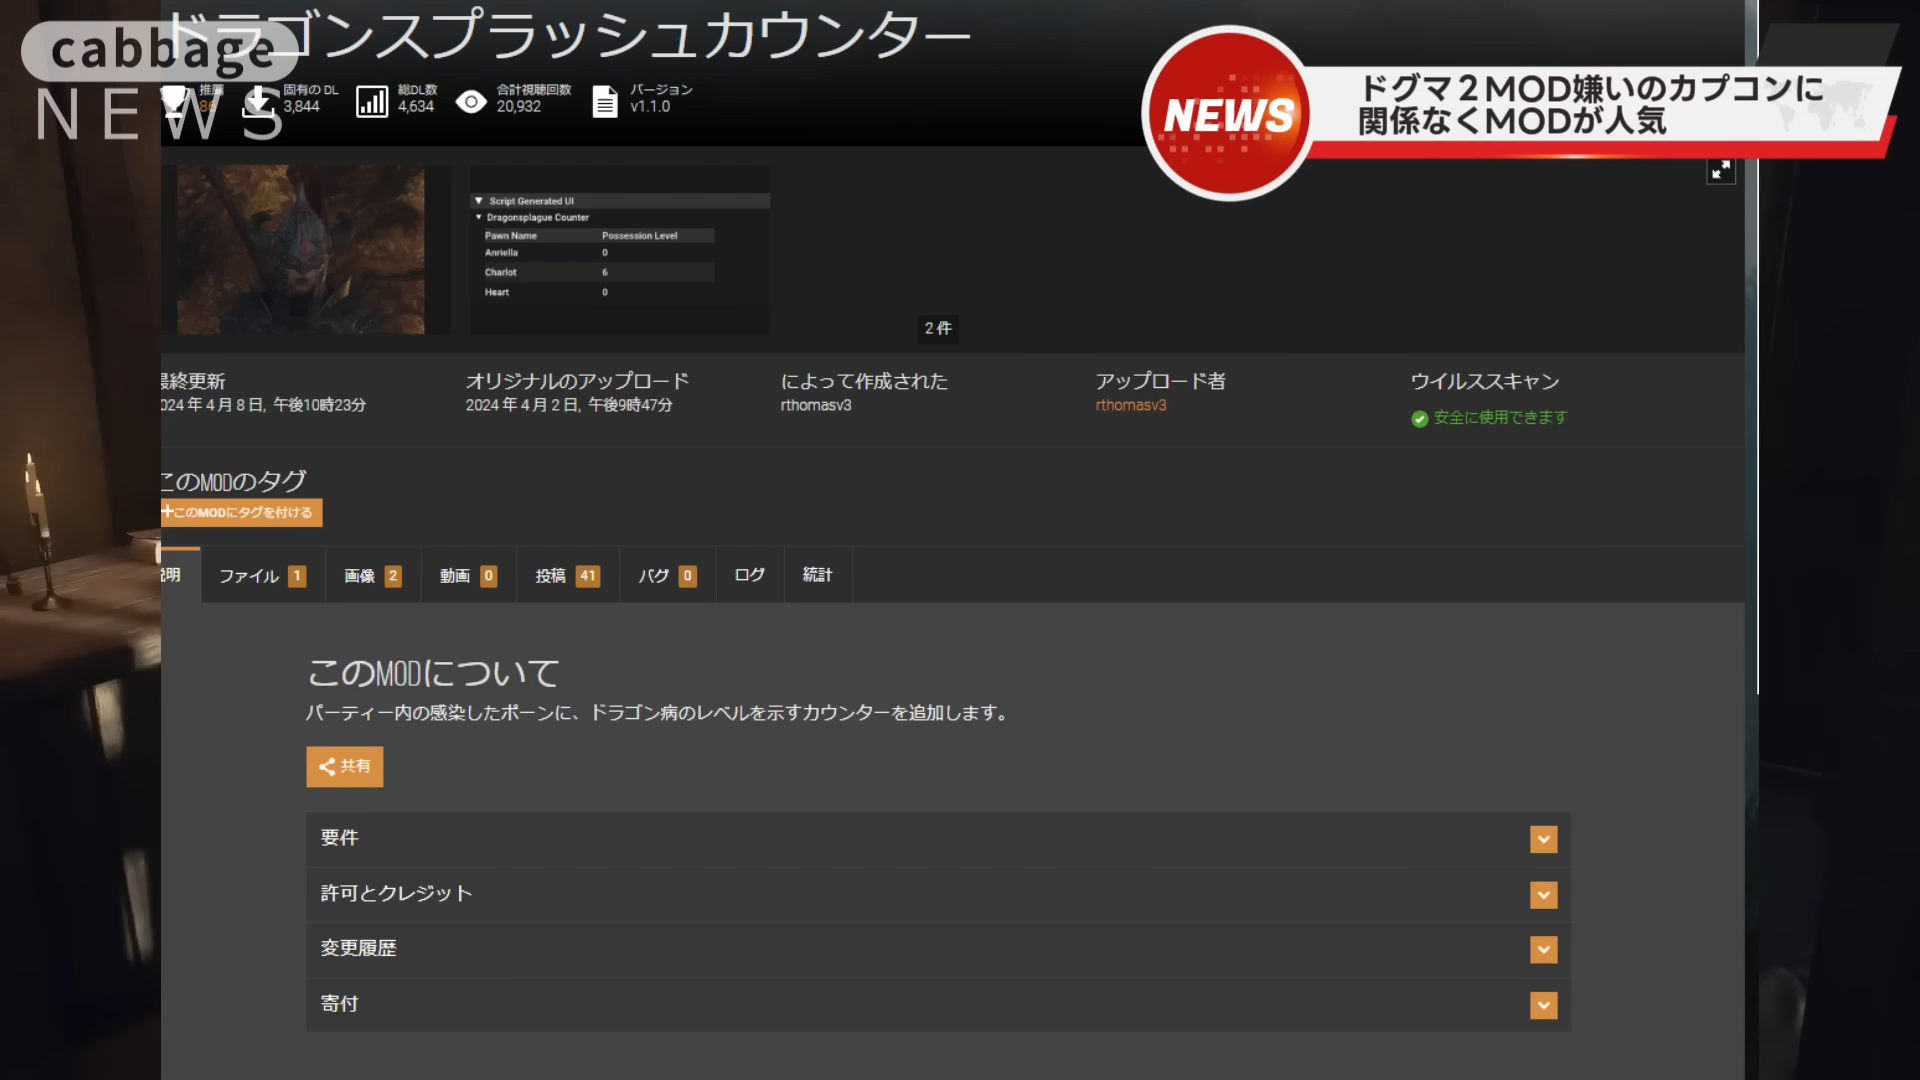 ドラゴンスプラッシュカウンター
cabbage
NEWS
推薦
86
固有の DL
3,844
総DL数
4,634
合計視聴回数
20,932
バージョン
v1.1.0
NEWS
ドグマ２MOD嫌いのカプコンに
関係なくMODが人気
Script Generated UI
Dragonsplague Counter
Pawn Name Possession Level
Anriella 0
Charlot 6
Heart 0
2 件
最終更新
024 年 4 月 8 日, 午後10時23分
オリジナルのアップロード
2024 年 4 月 2 日, 午後9時47分
によって作成された
rthomasv3
アップロード者
rthomasv3
ウイルススキャン
安全に使用できます
このMODのタグ
+このMODにタグを付ける
説明
ファイル 1
画像 2
動画 0
投稿 41
バグ 0
ログ
統計
このMODについて
パーティー内の感染したポーンに、ドラゴン病のレベルを示すカウンターを追加します。
共有
要件
許可とクレジット
変更履歴
寄付